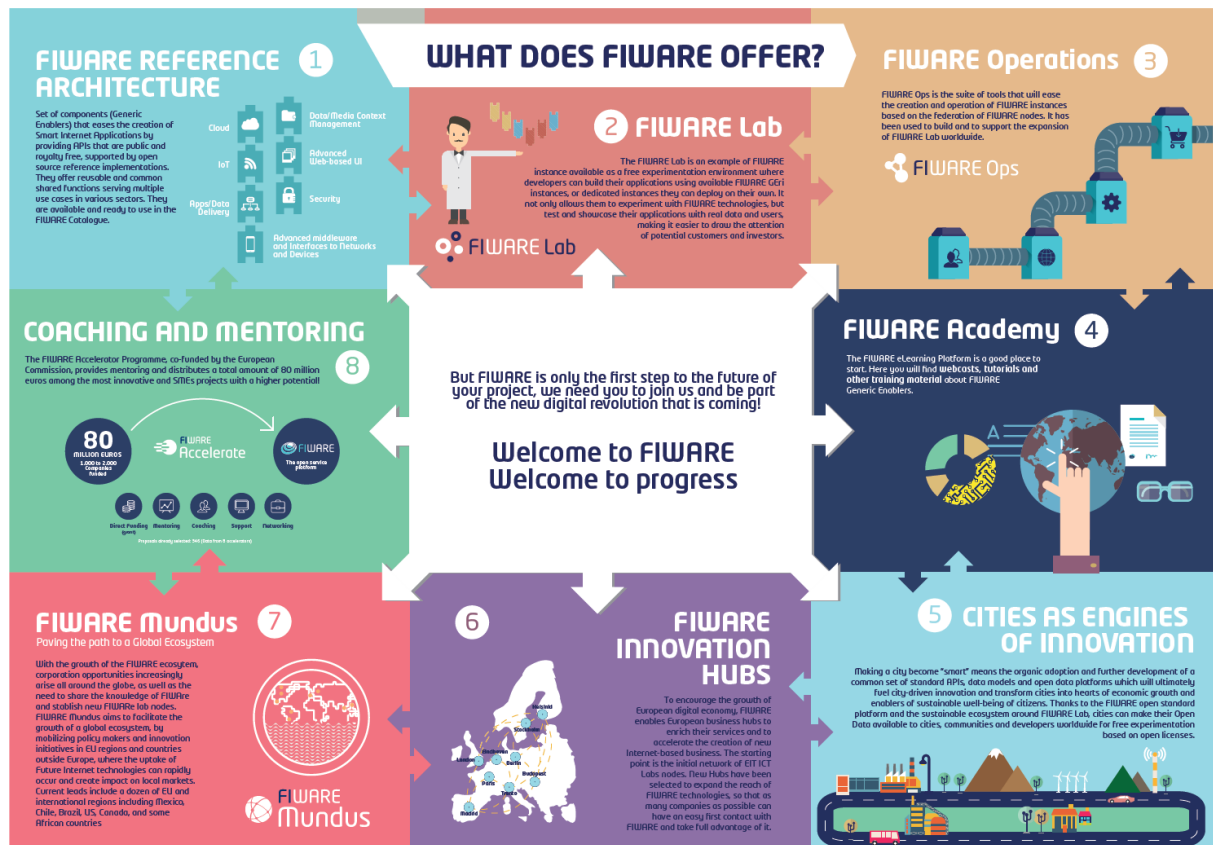 WHAT DOES FIWARE OFFER?
FIWARE REFERENCE
ARCHITECTURE
1
Set of components (Generic
Enablers) that eases the creation of
Smart Internet Applications by
providing APIs that are public and
royalty free, supported by open
source reference implementations.
They offer reusable and common
shared functions serving multiple
use cases in various sectors. They
are available and ready to use in the
FIWARE Catalogue.
Cloud
Data/Media Context
Management
IoT
Advanced
Web-based UI
Apps/Data
Delivery
Security
Advanced middleware
and Interfaces to Networks
and Devices
2 FIWARE Lab
The FIWARE Lab is an example of FIWARE
instance available as a free experimentation environment where
developers can build their applications using available FIWARE GEri
instances, or dedicated instances they can deploy on their own. It
not only allows them to experiment with FIWARE technologies, but
test and showcase their applications with real data and users,
making it easier to draw the attention
of potential customers and investors.
FIWARE Lab
FIWARE Operations 3
FIWARE Ops is the suite of tools that will ease
the creation and operation of FIWARE instances
based on the federation of FIWARE nodes. It has
been used to build and to support the expansion
of FIWARE Lab worldwide.
FIWARE Ops
FIWARE Academy 4
The FIWARE eLearning Platform is a good place to
start. Here you will find webcasts, tutorials and
other training material about FIWARE
Generic Enablers.
A
5 CITIES AS ENGINES
OF INNOVATION
Making a city become "smart" means the organic adoption and further development of a
common set of standard APIs, data models and open data platforms which will ultimately
fuel city-driven innovation and transform cities into hearts of economic growth and
enablers of sustainable well-being of citizens. Thanks to the FIWARE open standard
platform and the sustainable ecosystem around FIWARE Lab, cities can make their Open
Data available to cities, communities and developers worldwide for free experimentation
based on open licenses.
6
FIWARE
INNOVATION
HUBS
To encourage the growth of
European digital economy, FIWARE
enables European business hubs to
enrich their services and to
accelerate the creation of new
Internet-based business. The starting
point is the initial network of EIT ICT
Labs nodes. New Hubs have been
selected to expand the reach of
FIWARE technologies, so that as
many companies as possible can
have an easy first contact with
FIWARE and take full advantage of it.
Helsinki
Stockholm
Eindhoven
London
Berlin
Paris
Budapest
Trento
Madrid
FIWARE Mundus 7
Paving the path to a Global Ecosystem
With the growth of the FIWARE ecosytem,
corporation opportunities increasingly
arise all around the globe, as well as the
need to share the knowledge of FIWAre
and stablish new FIWARe lab nodes.
FIWARE Mundus aims to facilitate the
growth of a global ecosystem, by
mobilizing policy makers and innovation
initiatives in EU regions and countries
outside Europe, where the uptake of
Future Internet technologies can rapidly
occur and create impact on local markets.
Current leads include a dozen of EU and
international regions including Mexico,
Chile, Brazil, US, Canada, and some
African countries
FIWARE
Mundus
COACHING AND MENTORING
8
The FIWARE Accelerator Programme, co-funded by the European
Commission, provides mentoring and distributes a total amount of 80 million
euros among the most innovative and SMEs projects with a higher potential!
80
MILLION EUROS
1,000 to 2,000
Companies
funded
FIWARE
Accelerate
FIWARE
The open service
platform
Direct Funding
Mentoring
Coaching
Support
Networking
But FIWARE is only the first step to the future of
your project, we need you to join us and be part
of the new digital revolution that is coming!
Welcome to FIWARE
Welcome to progress